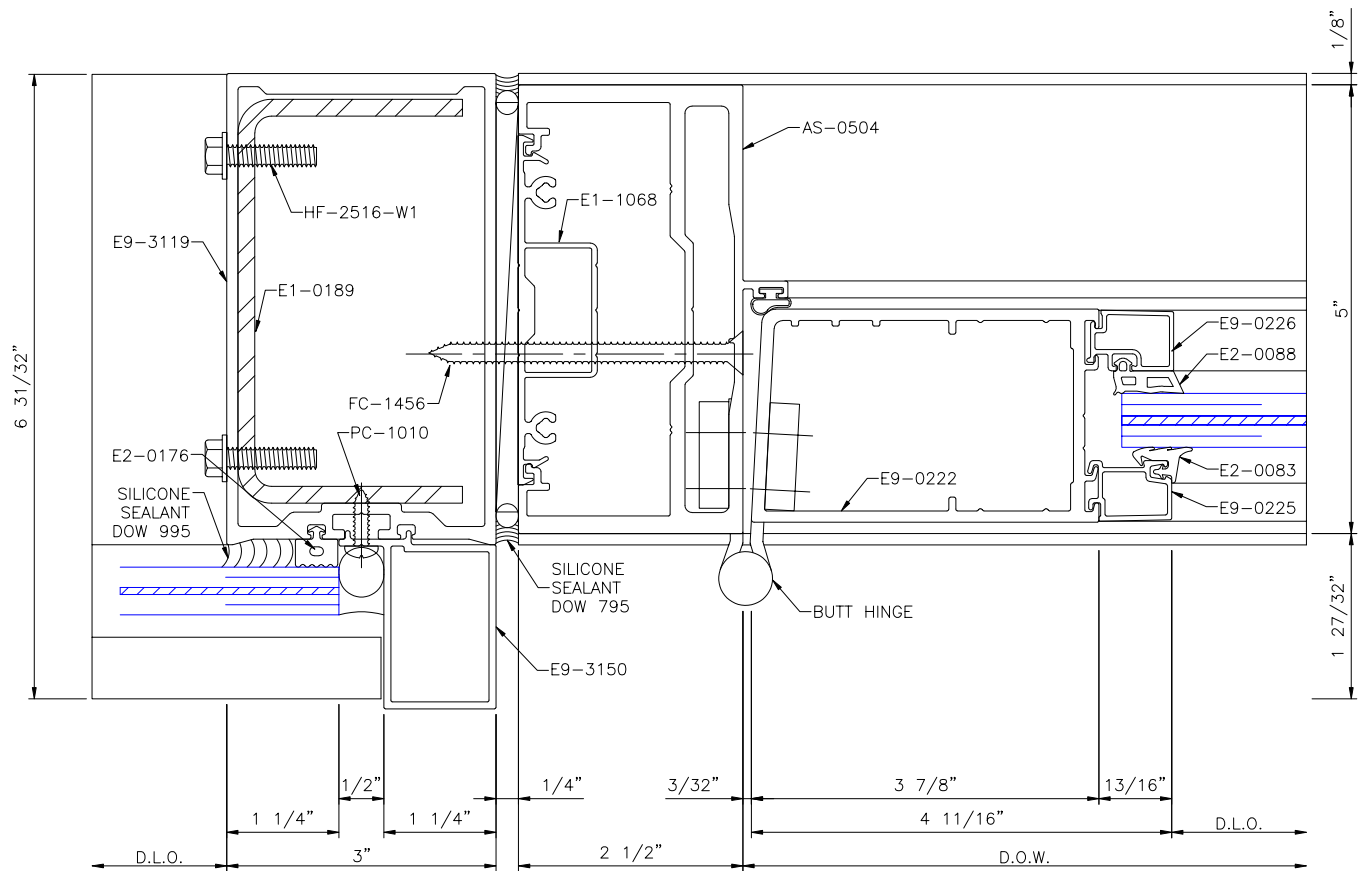 1/8"
AS-0504
E1-1068
HF-2516-W1
E9-3119
E1-0189
5"
E9-0226
E2-0088
6 31/32"
FC-1456
PC-1010
E2-0176
E2-0083
E9-0222
SILICONE
SEALANT
DOW 995
E9-0225
SILICONE
SEALANT
DOW 795
BUTT HINGE
1 27/32"
E9-3150
1/2"
1/4"
3/32"
3 7/8"
13/16"
1 1/4"
1 1/4"
4 11/16"
D.L.O.
D.L.O.
3"
2 1/2"
D.O.W.